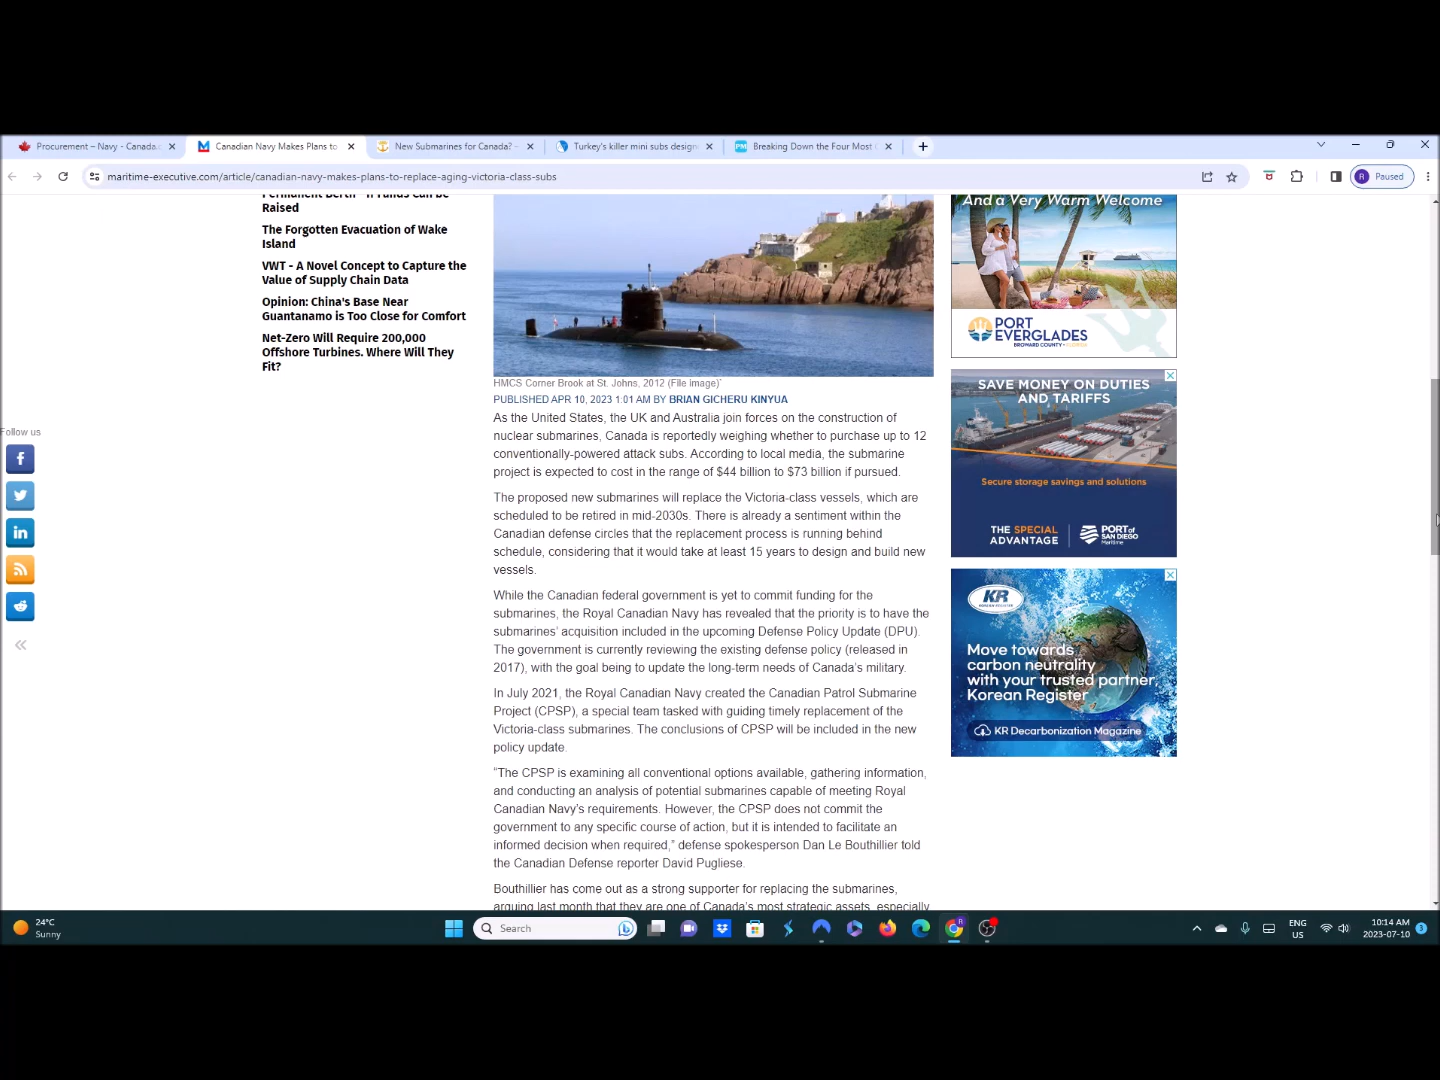 Procurement – Navy - Canada.c
Canadian Navy Makes Plans to
New Submarines for Canada? -
Turkey's killer mini subs design
Breaking Down the Four Most
maritime-executive.com/article/canadian-navy-makes-plans-to-replace-aging-victoria-class-subs
R Paused
Raised
The Forgotten Evacuation of Wake
Island
VWT - A Novel Concept to Capture the
Value of Supply Chain Data
Opinion: China's Base Near
Guantanamo is Too Close for Comfort
Net-Zero Will Require 200,000
Offshore Turbines. Where Will They
Fit?
Follow us
HMCS Corner Brook at St. Johns, 2012 (File image)`
PUBLISHED APR 10, 2023 1:01 AM BY BRIAN GICHERU KINYUA
As the United States, the UK and Australia join forces on the construction of
nuclear submarines, Canada is reportedly weighing whether to purchase up to 12
conventionally-powered attack subs. According to local media, the submarine
project is expected to cost in the range of $44 billion to $73 billion if pursued.
The proposed new submarines will replace the Victoria-class vessels, which are
scheduled to be retired in mid-2030s. There is already a sentiment within the
Canadian defense circles that the replacement process is running behind
schedule, considering that it would take at least 15 years to design and build new
vessels.
While the Canadian federal government is yet to commit funding for the
submarines, the Royal Canadian Navy has revealed that the priority is to have the
submarines' acquisition included in the upcoming Defense Policy Update (DPU).
The government is currently reviewing the existing defense policy (released in
2017), with the goal being to update the long-term needs of Canada's military.
In July 2021, the Royal Canadian Navy created the Canadian Patrol Submarine
Project (CPSP), a special team tasked with guiding timely replacement of the
Victoria-class submarines. The conclusions of CPSP will be included in the new
policy update.
“The CPSP is examining all conventional options available, gathering information,
and conducting an analysis of potential submarines capable of meeting Royal
Canadian Navy's requirements. However, the CPSP does not commit the
government to any specific course of action, but it is intended to facilitate an
informed decision when required,” defense spokesperson Dan Le Bouthillier told
the Canadian Defense reporter David Pugliese.
Bouthillier has come out as a strong supporter for replacing the submarines,
arguing last month that they are one of Canada's most strategic assets, especially
And a Very Warm Welcome
PORT
EVERGLADES
BROWARD COUNTY • FLORIDA
SAVE MONEY ON DUTIES
AND TARIFFS
Secure storage savings and solutions
THE SPECIAL
ADVANTAGE
PORT of
SAN DIEGO
Maritime
KR
KOREAN REGISTER
Move towards
carbon neutrality
with your trusted partner,
Korean Register
KR Decarbonization Magazine
24°C
Sunny
Search
ENG
US
10:14 AM
2023-07-10
3